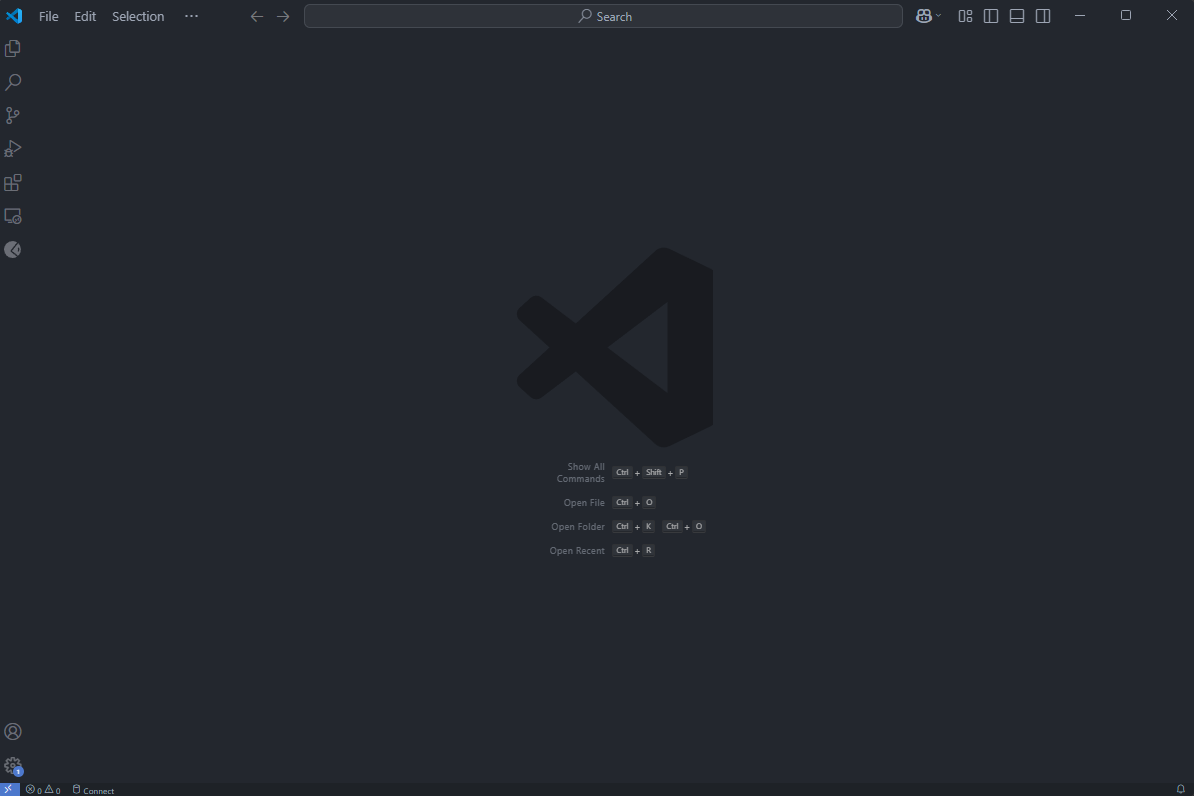 File Edit Selection ··· Search
Show All Commands Ctrl + Shift + P
Open File Ctrl + O
Open Folder Ctrl + K Ctrl + O
Open Recent Ctrl + R
1
0 0 Connect